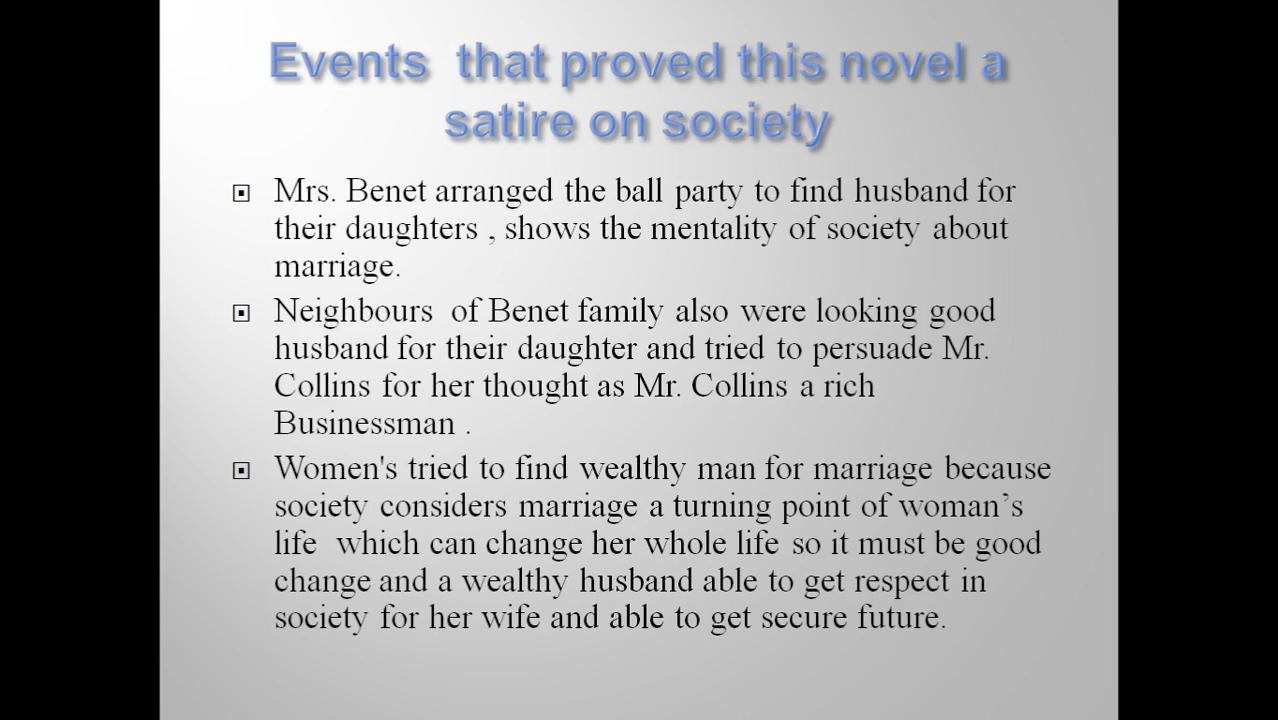 Events that proved this novel a
satire on society
Mrs. Benet arranged the ball party to find husband for
their daughters , shows the mentality of society about
marriage.
Neighbours of Benet family also were looking good
husband for their daughter and tried to persuade Mr.
Collins for her thought as Mr. Collins a rich
Businessman .
Women's tried to find wealthy man for marriage because
society considers marriage a turning point of woman’s
life which can change her whole life so it must be good
change and a wealthy husband able to get respect in
society for her wife and able to get secure future.